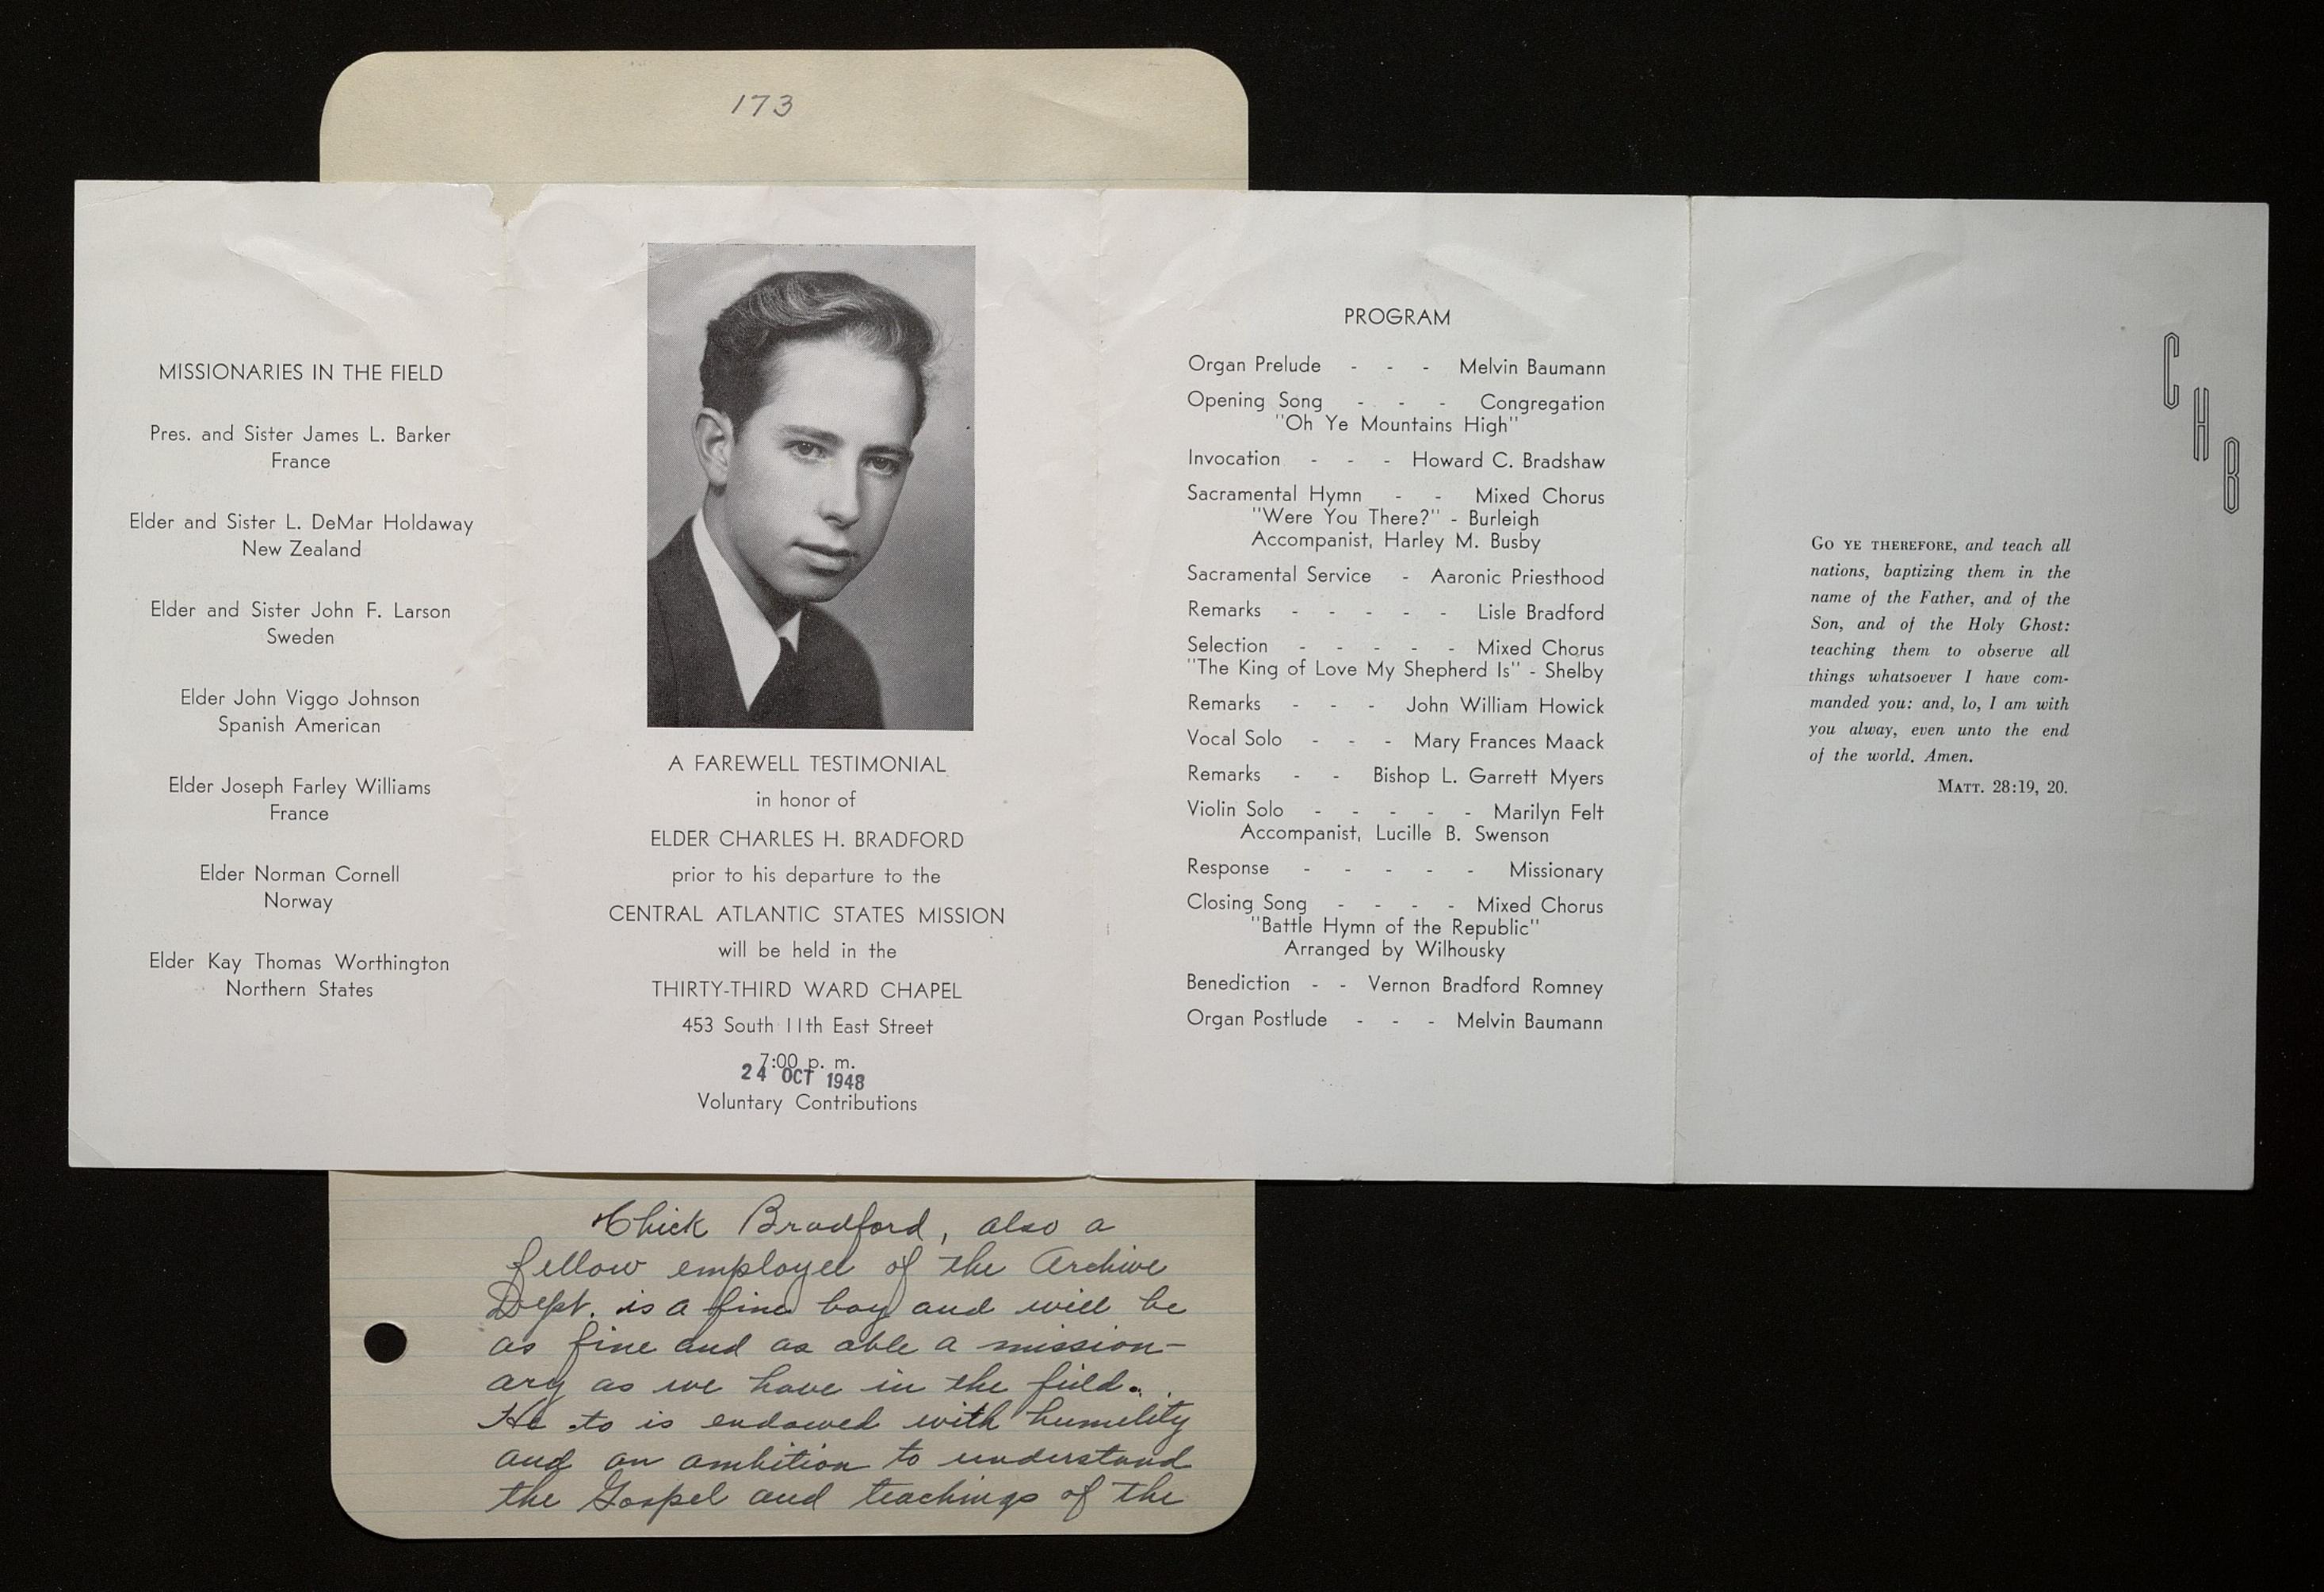 173
MISSIONARIES IN THE FIELD
Pres. and Sister James L. Barker
France
Elder and Sister L. DeMar Holdaway
New Zealand
Elder and Sister John F. Larson
Sweden
Elder John Viggo Johnson
Spanish American
Elder Joseph Farley Williams
France
Elder Norman Cornell
Norway
Elder Kay Thomas Worthington
Northern States
A FAREWELL TESTIMONIAL
in honor of
ELDER CHARLES H. BRADFORD
prior to his departure to the
CENTRAL ATLANTIC STATES MISSION
will be held in the
THIRTY-THIRD WARD CHAPEL
453 South 11th East Street
7:00 p. m.
24 OCT 1948
Voluntary Contributions
PROGRAM
Organ Prelude - - - Melvin Baumann
Opening Song - - - Congregation
"Oh Ye Mountains High"
Invocation - - - Howard C. Bradshaw
Sacramental Hymn - - Mixed Chorus
"Were You There?" - Burleigh
Accompanist, Harley M. Busby
Sacramental Service - Aaronic Priesthood
Remarks - - - - - Lisle Bradford
Selection - - - - - Mixed Chorus
"The King of Love My Shepherd Is" - Shelby
Remarks - - - John William Howick
Vocal Solo - - - Mary Frances Maack
Remarks - - Bishop L. Garrett Myers
Violin Solo - - - - - Marilyn Felt
Accompanist, Lucille B. Swenson
Response - - - - - Missionary
Closing Song - - - - Mixed Chorus
"Battle Hymn of the Republic"
Arranged by Wilhousky
Benediction - - Vernon Bradford Romney
Organ Postlude - - - Melvin Baumann
C
H
B
GO YE THEREFORE, and teach all
nations, baptizing them in the
name of the Father, and of the
Son, and of the Holy Ghost:
teaching them to observe all
things whatsoever I have com-
manded you: and, lo, I am with
you alway, even unto the end
of the world. Amen.
MATT. 28:19, 20.
Chick Bradford, also a
fellow employee of the Archive
Dept. is a fine boy and will be
as fine and as able a mission-
ary as we have in the field.
He to is endowed with humility
and an ambition to understand
the Gospel and teachings of the